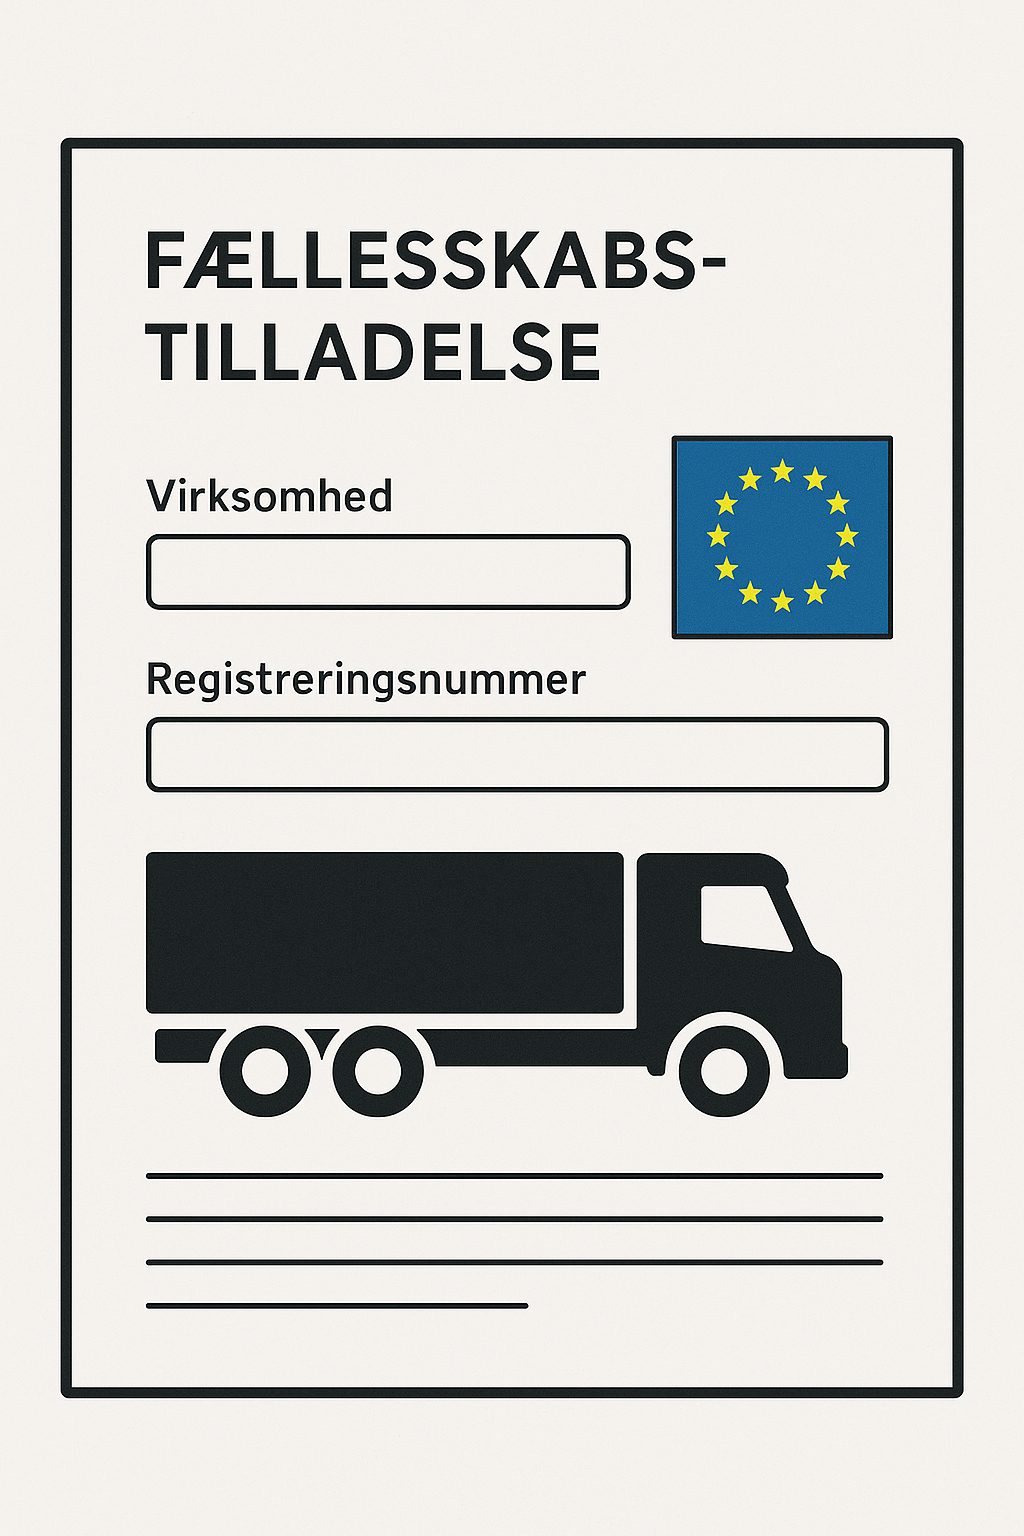 FÆLLESSKABS-
TILLADELSE
Virksomhed
Registreringsnummer